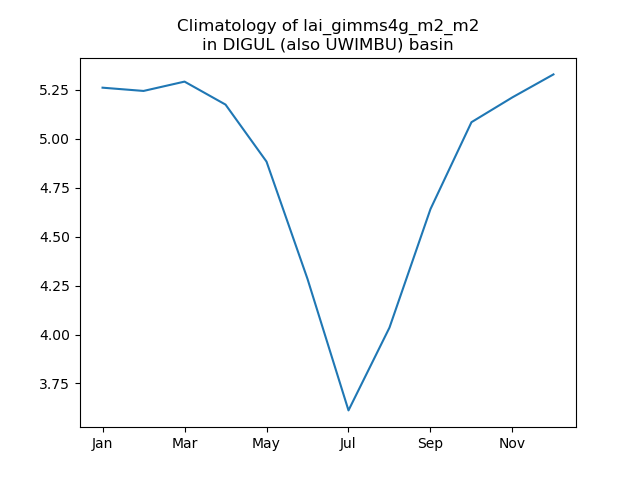 Climatology of lai_gimms4g_m2_m2
in DIGUL (also UWIMBU) basin
5.25
5.00
4.75
4.50
4.25
4.00
3.75
Jan Mar May Jul Sep Nov